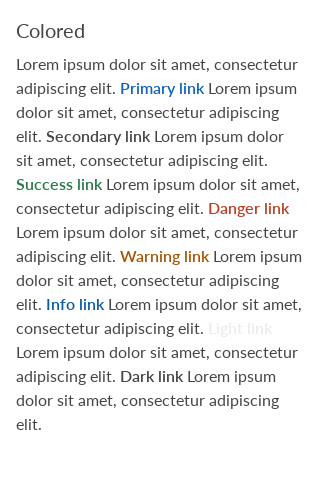 Colored
Lorem ipsum dolor sit amet, consectetur
adipiscing elit. Primary link Lorem ipsum
dolor sit amet, consectetur adipiscing
elit. Secondary link Lorem ipsum dolor
sit amet, consectetur adipiscing elit.
Success link Lorem ipsum dolor sit amet,
consectetur adipiscing elit. Danger link
Lorem ipsum dolor sit amet, consectetur
adipiscing elit. Warning link Lorem ipsum
dolor sit amet, consectetur adipiscing
elit. Info link Lorem ipsum dolor sit amet,
consectetur adipiscing elit. Light link
Lorem ipsum dolor sit amet, consectetur
adipiscing elit. Dark link Lorem ipsum
dolor sit amet, consectetur adipiscing
elit.